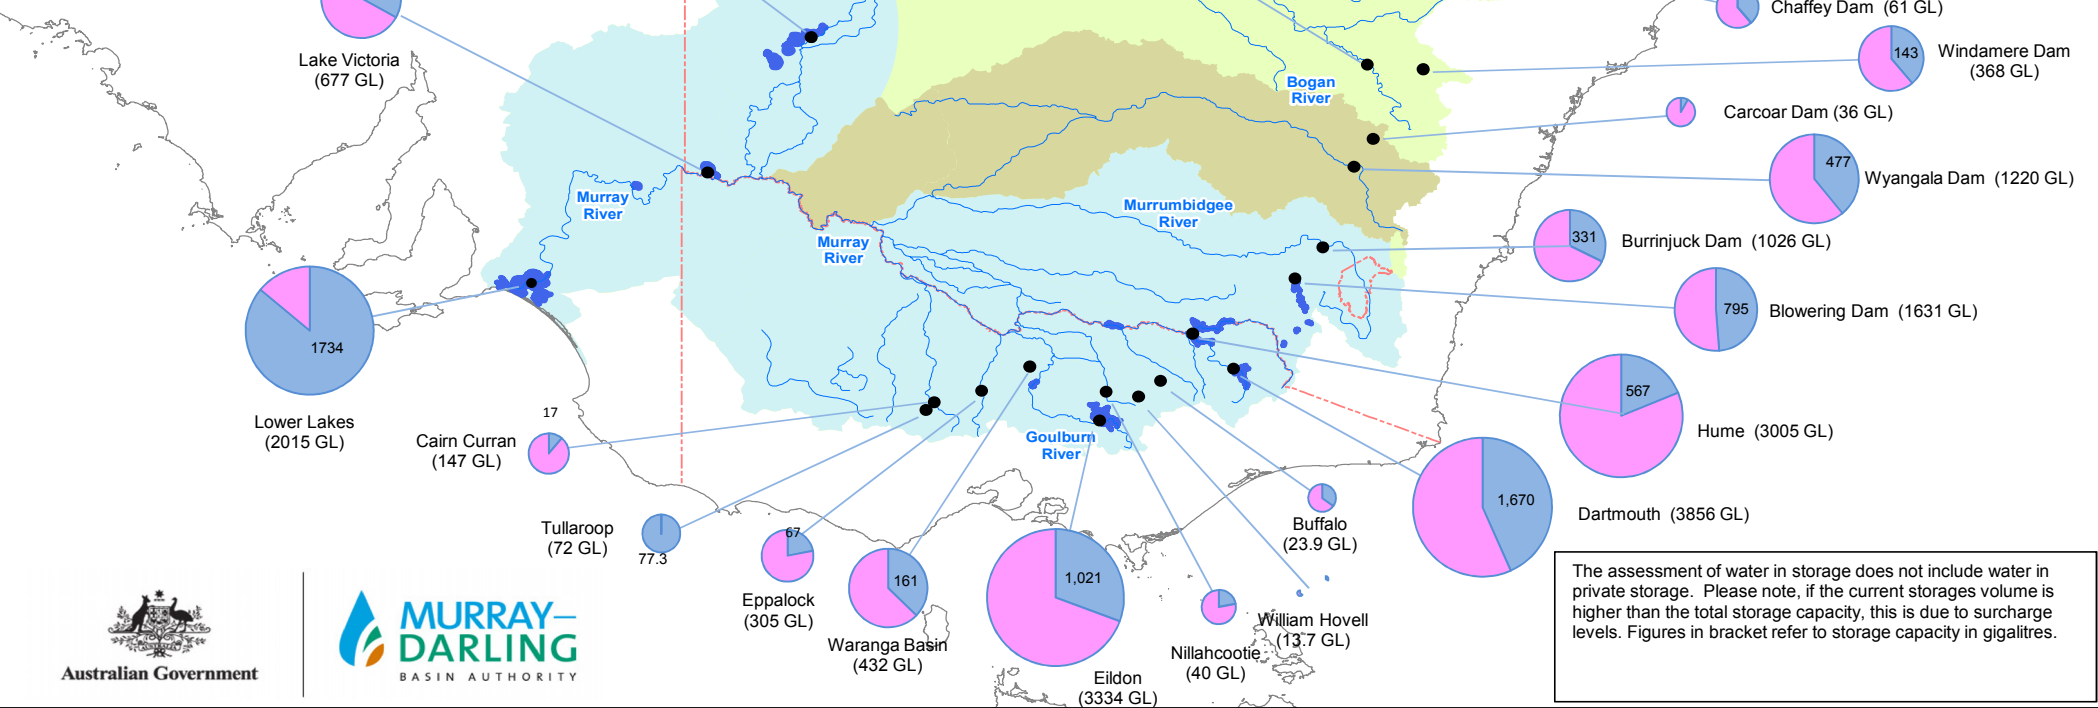 Chaffey Dam (61 GL)
Lake Victoria
(677 GL)
143
Windamere Dam
(368 GL)
Bogan
River
Carcoar Dam (36 GL)
477
Wyangala Dam (1220 GL)
Murray
River
Murrumbidgee
River
Murray
River
331
Burrinjuck Dam (1026 GL)
795
Blowering Dam (1631 GL)
1734
Lower Lakes
(2015 GL)
567
Hume (3005 GL)
17
Cairn Curran
(147 GL)
Goulburn
River
1,670
Dartmouth (3856 GL)
Tullaroop
(72 GL)
77.3
67
Eppalock
(305 GL)
161
Waranga Basin
(432 GL)
1,021
Eildon
(3334 GL)
Nillahcootie
(40 GL)
William Hovell
(13.7 GL)
Buffalo
(23.9 GL)
The assessment of water in storage does not include water in
private storage. Please note, if the current storages volume is
higher than the total storage capacity, this is due to surcharge
levels. Figures in bracket refer to storage capacity in gigalitres.
Australian Government
MURRAY–
DARLING
BASIN AUTHORITY